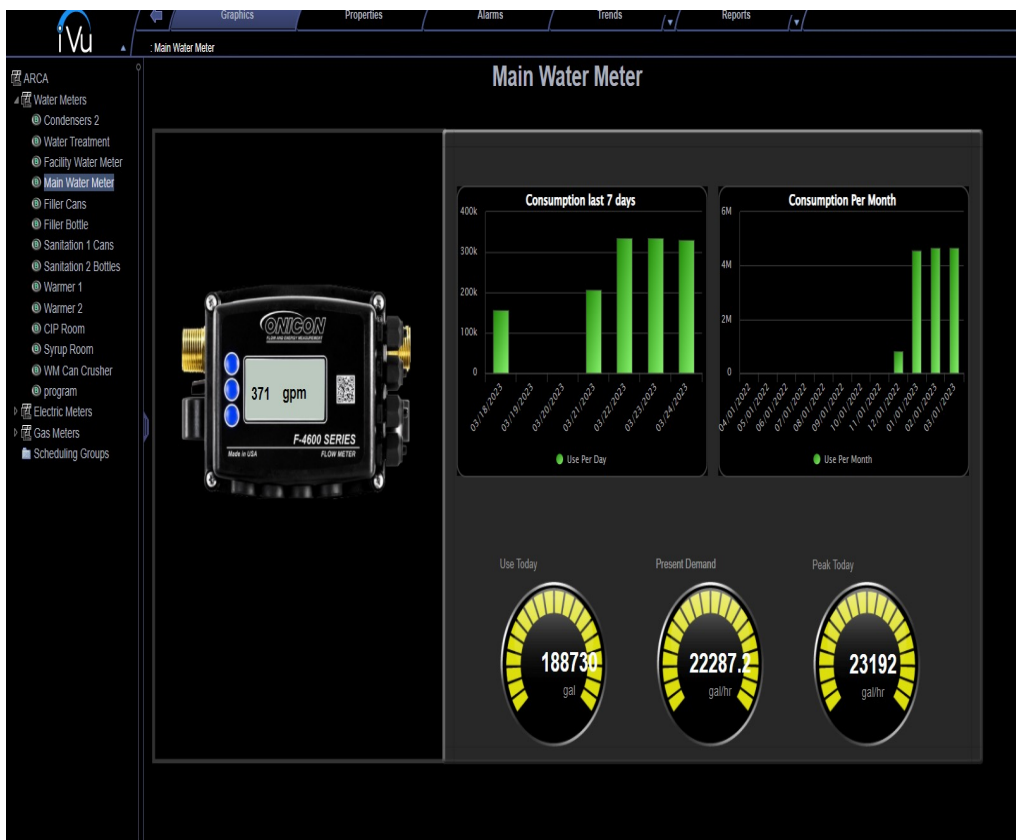 iVu
Graphics
Properties
Alarms
Trends
Reports
: Main Water Meter
ARCA
Water Meters
Condensers 2
Water Treatment
Facility Water Meter
Main Water Meter
Filler Cans
Filler Bottle
Sanitation 1 Cans
Sanitation 2 Bottles
Warmer 1
Warmer 2
CIP Room
Syrup Room
WM Can Crusher
program
Electric Meters
Gas Meters
Scheduling Groups
Main Water Meter
ONICON
FLOW AND ENERGY MEASUREMENT
371 gpm
F-4600 SERIES
Made in USA
FLOW METER
Consumption last 7 days
400k
300k
200k
100k
0
03/18/2023
03/19/2023
03/20/2023
03/21/2023
03/22/2023
03/23/2023
03/24/2023
Use Per Day
Consumption Per Month
6M
4M
2M
0
04/01/2022
05/01/2022
06/01/2022
07/01/2022
08/01/2022
09/01/2022
10/01/2022
11/01/2022
12/01/2022
01/01/2023
02/01/2023
03/01/2023
Use Per Month
Use Today
188730
gal
Present Demand
22287.2
gal/hr
Peak Today
23192
gal/hr